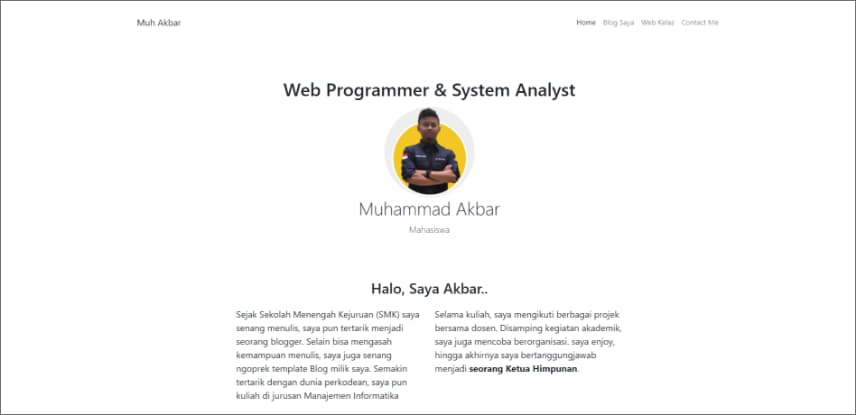 Muh Akbar
Home Blog Saya Web Kelas Contact Me
Web Programmer & System Analyst
Muhammad Akbar
Mahasiswa
Halo, Saya Akbar..
Sejak Sekolah Menengah Kejuruan (SMK) saya
senang menulis, saya pun tertarik menjadi
seorang blogger. Selain bisa mengasah
kemampuan menulis, saya juga senang
ngoprek template Blog milik saya. Semakin
tertarik dengan dunia perkodean, saya pun
kuliah di jurusan Manajemen Informatika
Selama kuliah, saya mengikuti berbagai projek
bersama dosen. Disamping kegiatan akademik,
saya juga mencoba berorganisasi. saya enjoy,
hingga akhirnya saya bertanggungjawab
menjadi seorang Ketua Himpunan.